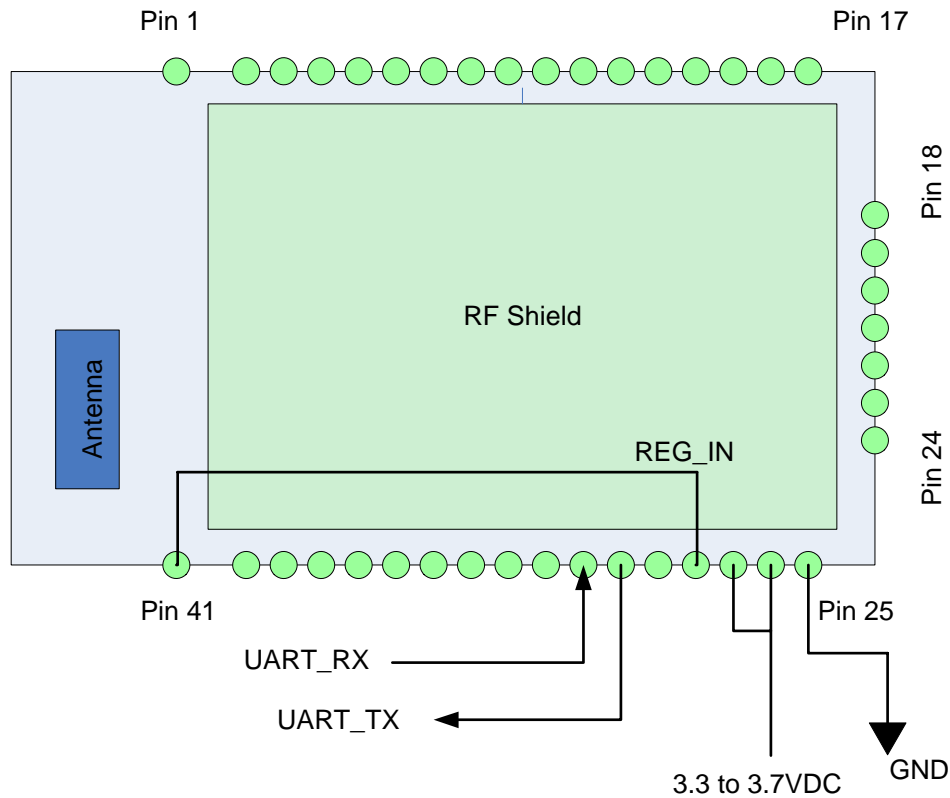 Pin 1
Pin 17
Pin 18
RF Shield
Antenna
REG_IN
Pin 24
Pin 41
Pin 25
UART_RX
UART_TX
GND
3.3 to 3.7VDC